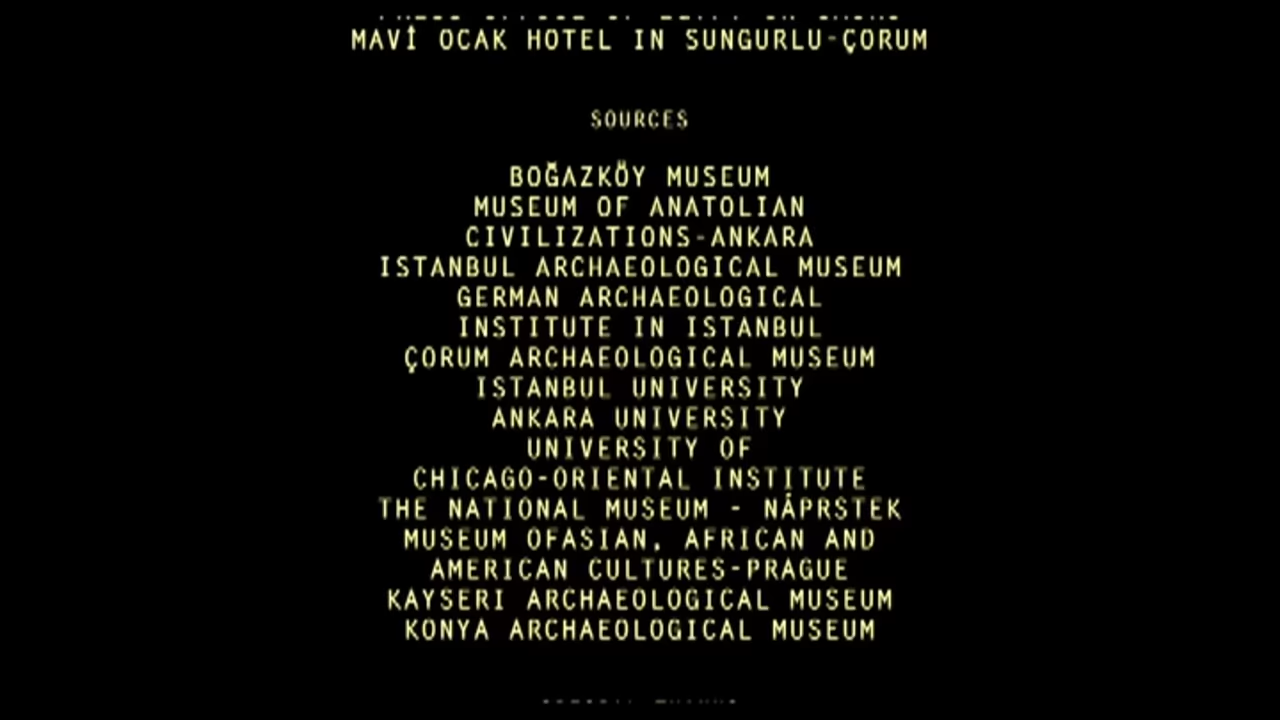 MAVİ OCAK HOTEL IN SUNGURLU-ÇORUM
SOURCES
BOĞAZKÖY MUSEUM
MUSEUM OF ANATOLIAN
CIVILIZATIONS-ANKARA
ISTANBUL ARCHAEOLOGICAL MUSEUM
GERMAN ARCHAEOLOGICAL
INSTITUTE IN ISTANBUL
ÇORUM ARCHAEOLOGICAL MUSEUM
ISTANBUL UNIVERSITY
ANKARA UNIVERSITY
UNIVERSITY OF
CHICAGO-ORIENTAL INSTITUTE
THE NATIONAL MUSEUM - NÁPRSTEK
MUSEUM OFASIAN, AFRICAN AND
AMERICAN CULTURES-PRAGUE
KAYSERI ARCHAEOLOGICAL MUSEUM
KONYA ARCHAEOLOGICAL MUSEUM